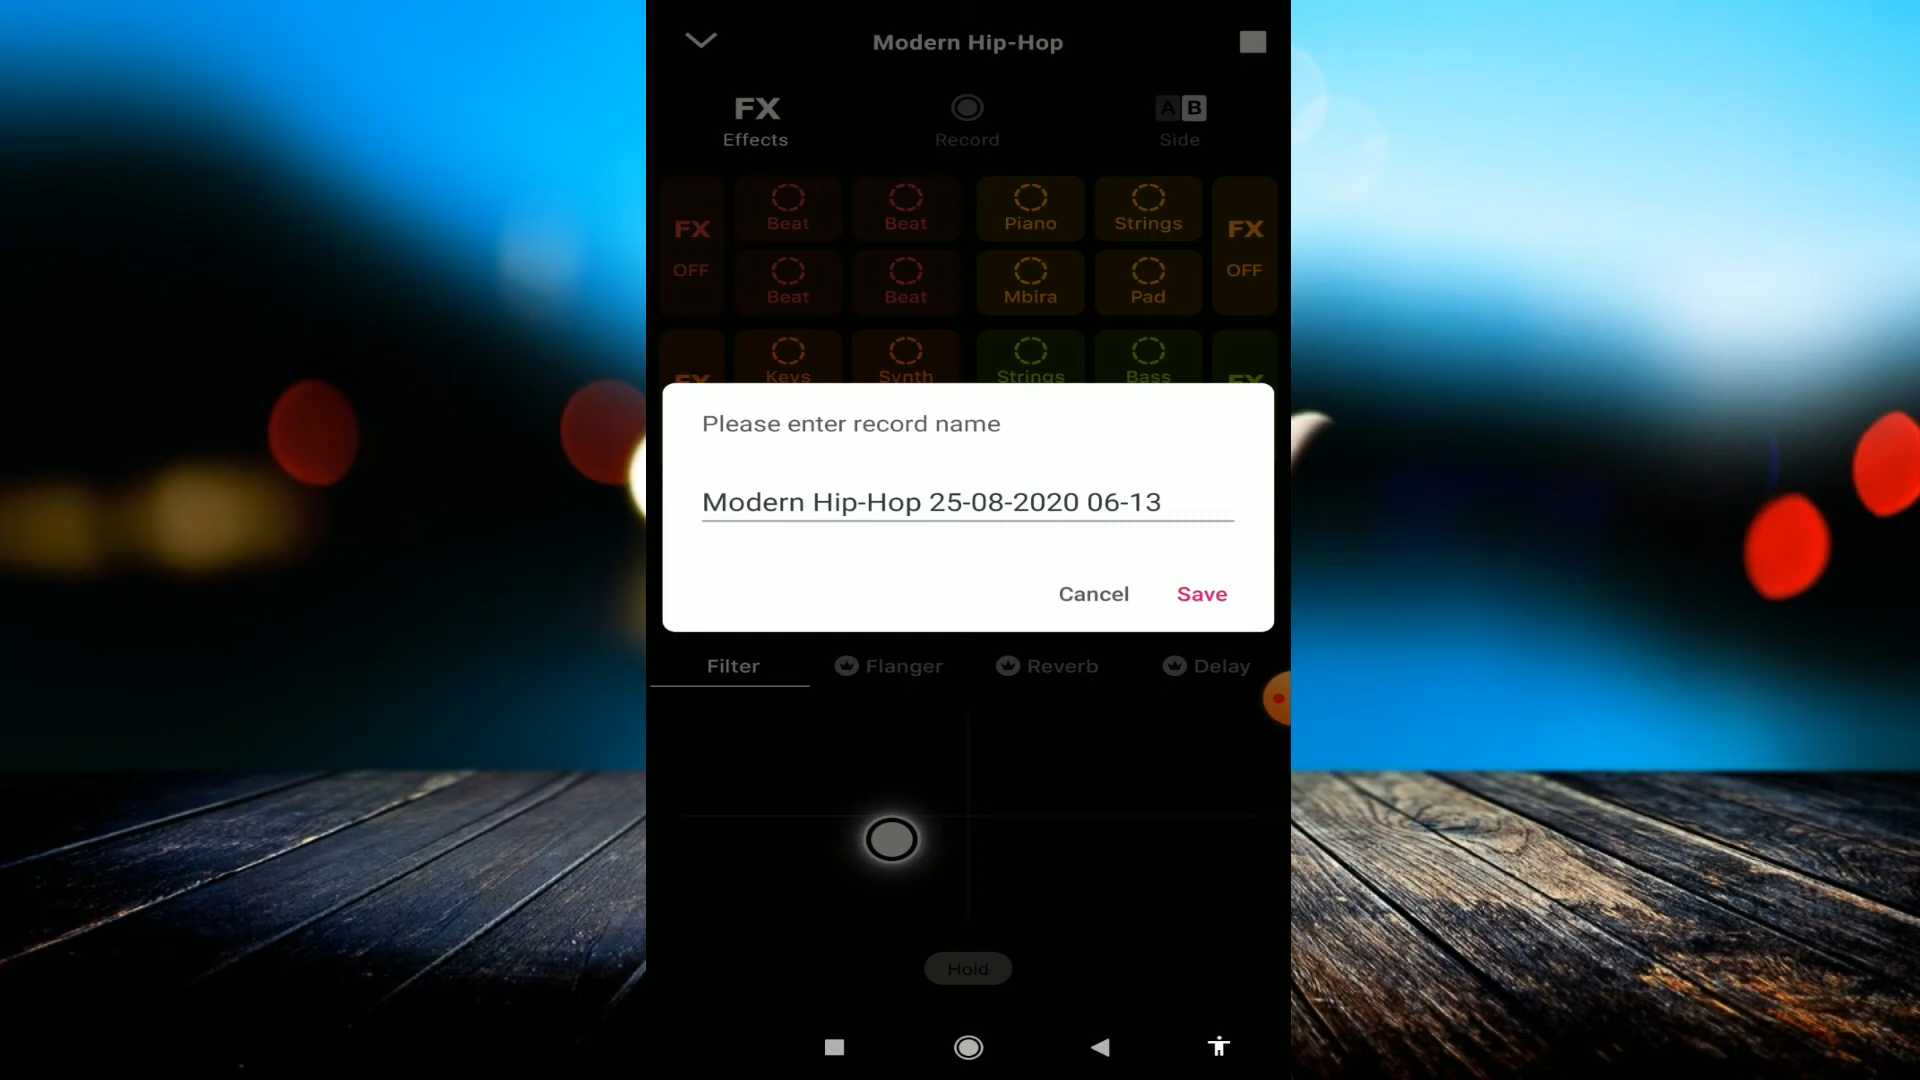 Modern Hip-Hop
FX
Effects
Record
A B
Side
FX
OFF
Beat
Beat
Piano
Strings
FX
OFF
Beat
Beat
Mbira
Pad
FX
Keys
Synth
Strings
Bass
FX
Please enter record name
Modern Hip-Hop 25-08-2020 06-13
Cancel
Save
Filter
Flanger
Reverb
Delay
Hold